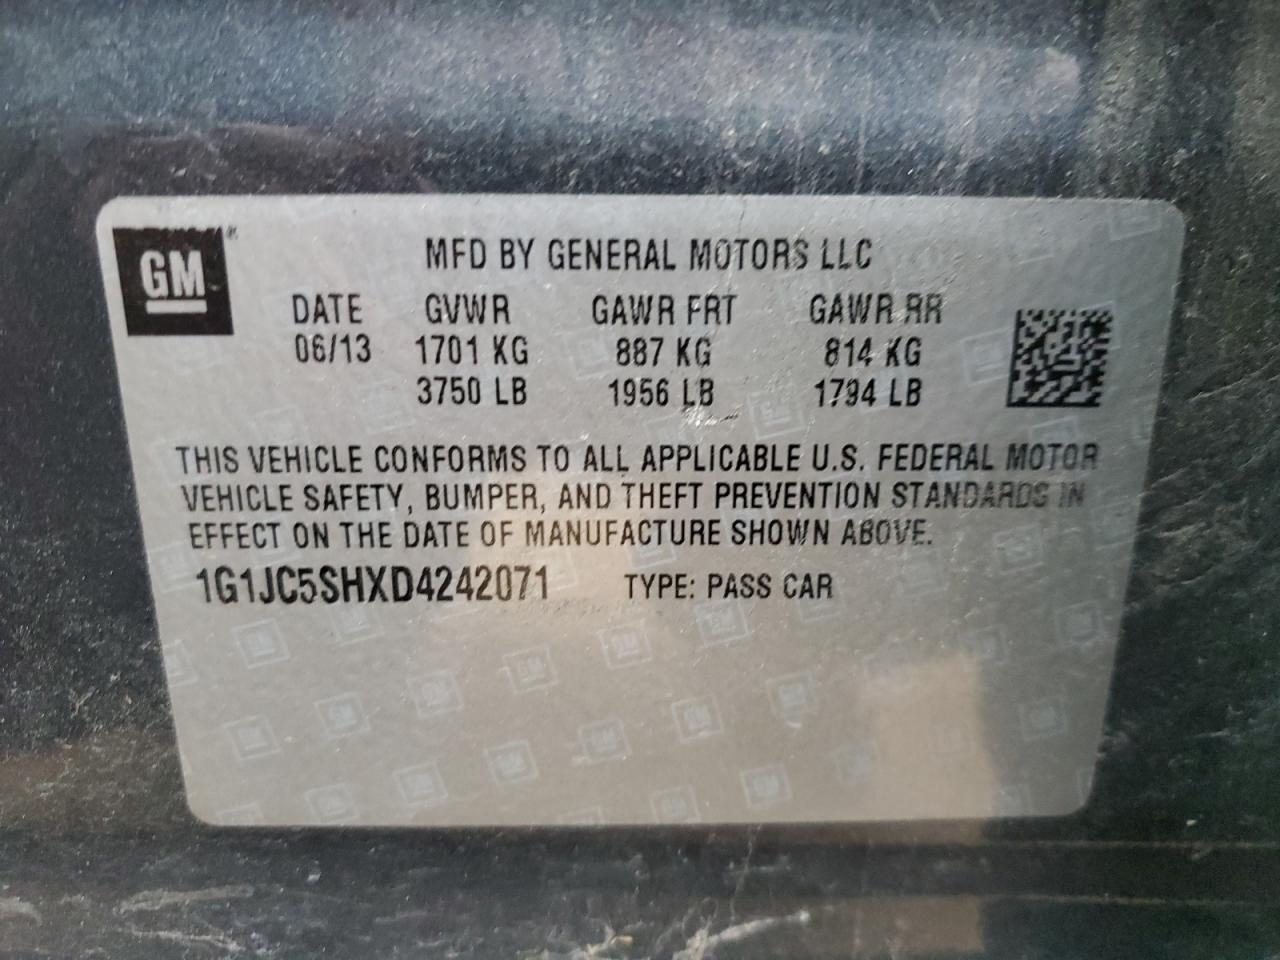 GM
MFD BY GENERAL MOTORS LLC
DATE GVWR GAWR FRT GAWR RR
06/13 1701 KG 887 KG 814 KG
3750 LB 1956 LB 1794 LB
THIS VEHICLE CONFORMS TO ALL APPLICABLE U.S. FEDERAL MOTOR
VEHICLE SAFETY, BUMPER, AND THEFT PREVENTION STANDARDS IN
EFFECT ON THE DATE OF MANUFACTURE SHOWN ABOVE.
1G1JC5SHXD4242071 TYPE: PASS CAR